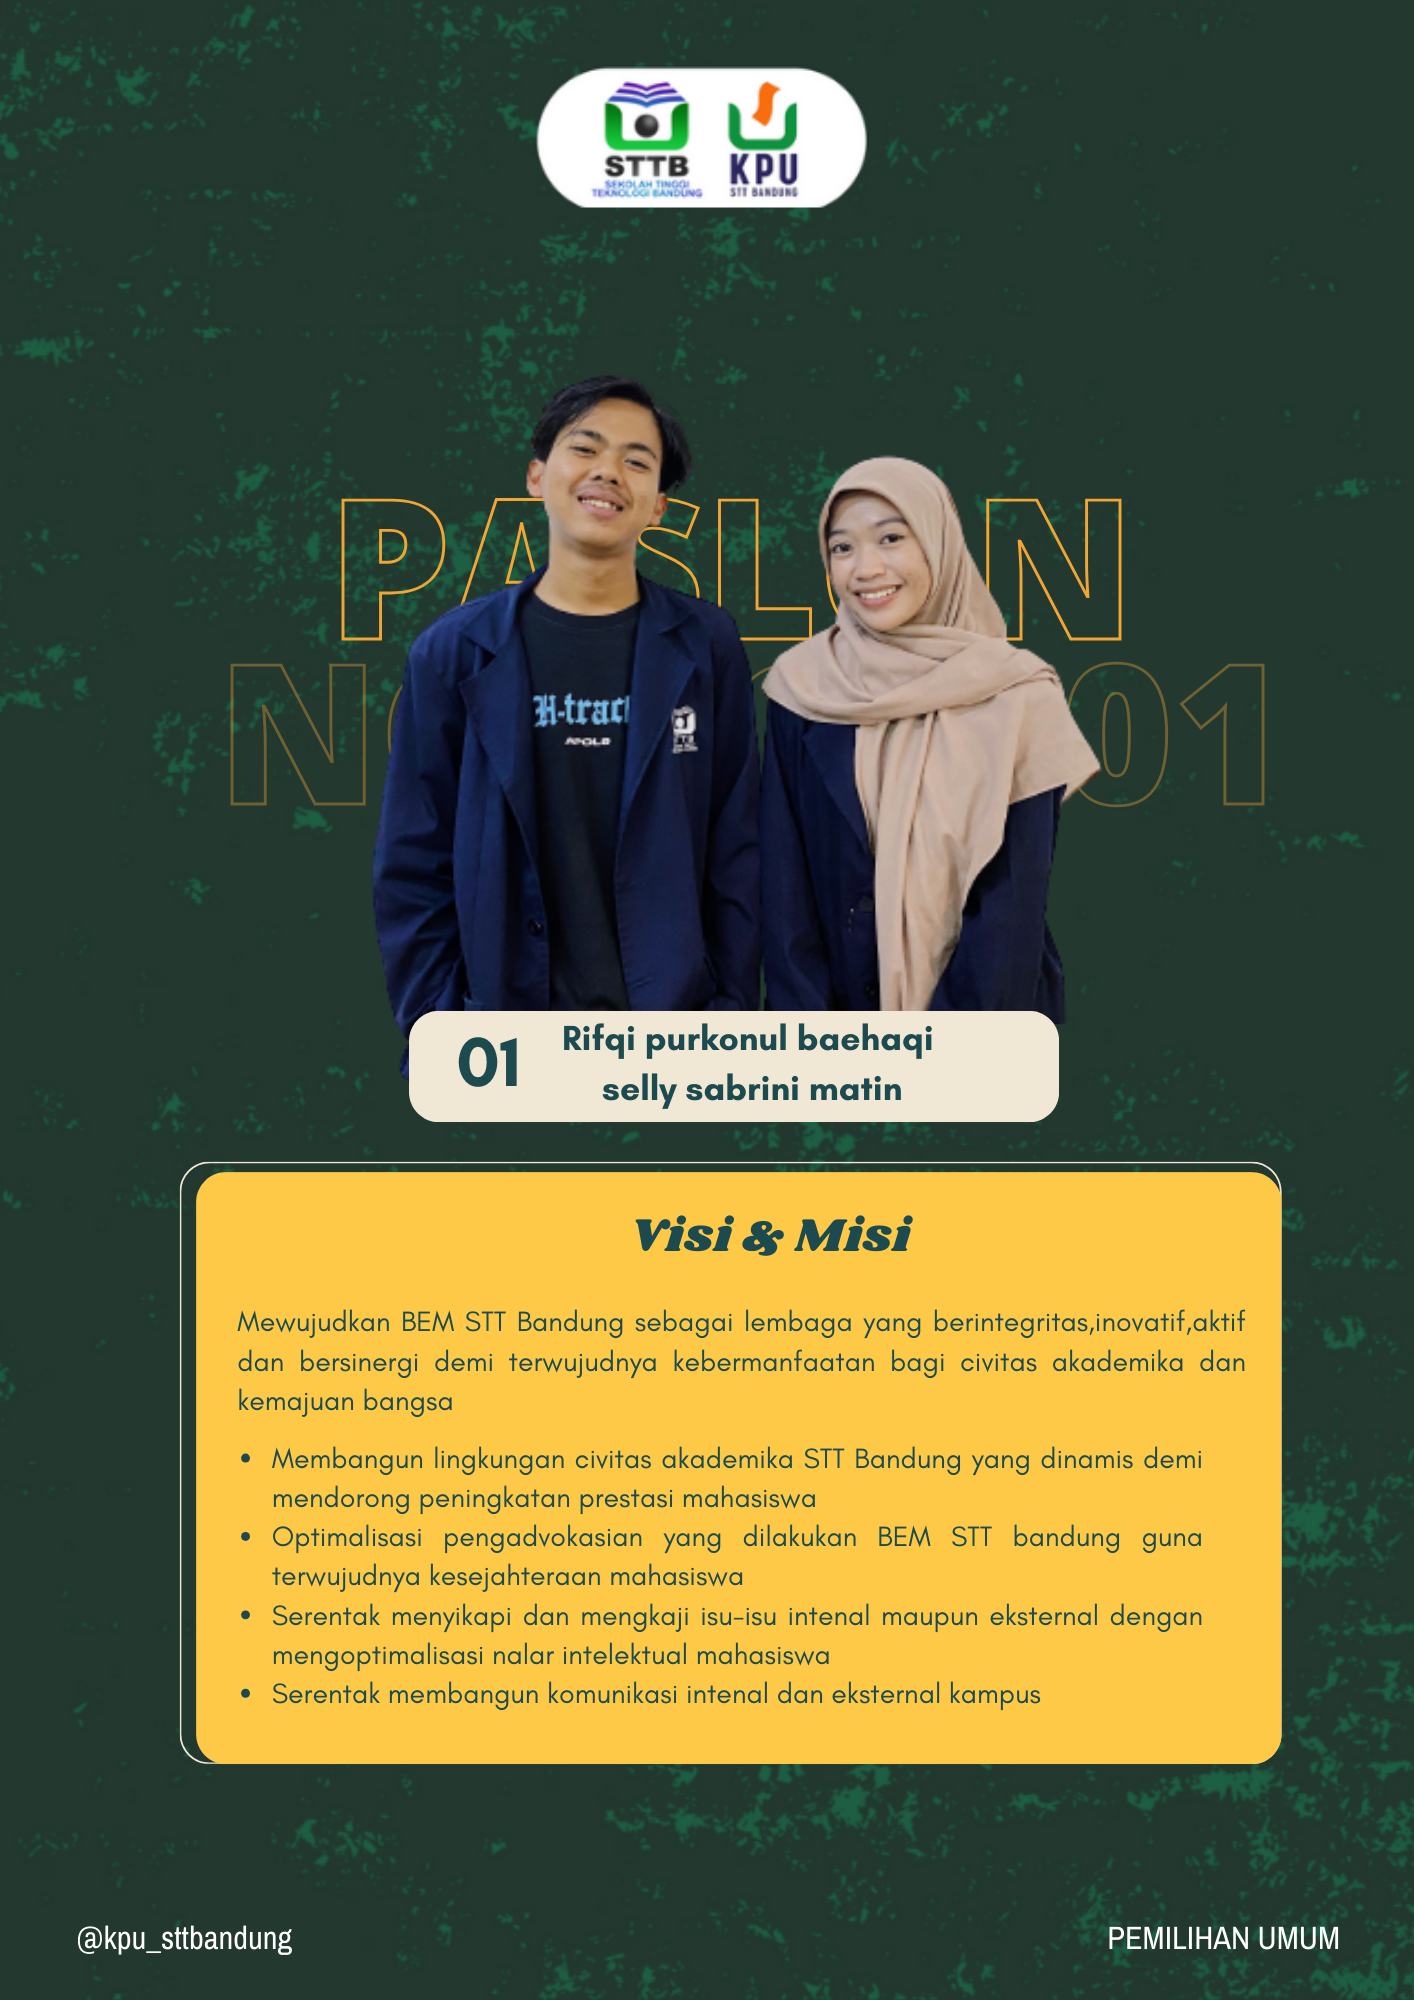 STTB
SEKOLAH TINGGI
TEKNOLOGI BANDUNG
KPU
STT BANDUNG
PASLON
N 01
H-trac
STTB
01
Rifqi purkonul baehaqi
selly sabrini matin
Visi & Misi
Mewujudkan BEM STT Bandung sebagai lembaga yang berintegritas,inovatif,aktif
dan bersinergi demi terwujudnya kebermanfaatan bagi civitas akademika dan
kemajuan bangsa
• Membangun lingkungan civitas akademika STT Bandung yang dinamis demi
mendorong peningkatan prestasi mahasiswa
• Optimalisasi pengadvokasian yang dilakukan BEM STT bandung guna
terwujudnya kesejahteraan mahasiswa
• Serentak menyikapi dan mengkaji isu-isu intenal maupun eksternal dengan
mengoptimalisasi nalar intelektual mahasiswa
• Serentak membangun komunikasi intenal dan eksternal kampus
@kpu_sttbandung
PEMILIHAN UMUM